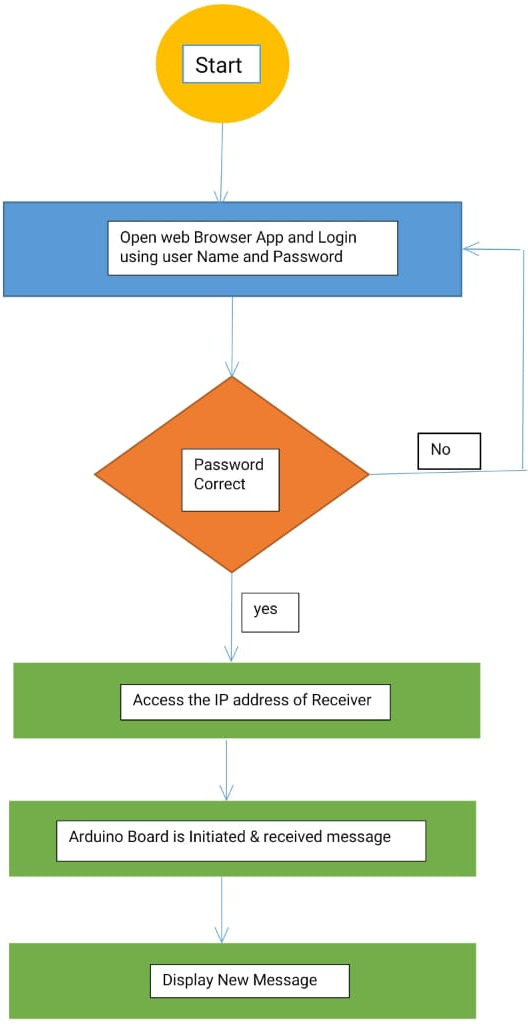 Start
Open web Browser App and Login
using user Name and Password
Password
Correct
No
yes
Access the IP address of Receiver
Arduino Board is Initiated & received message
Display New Message